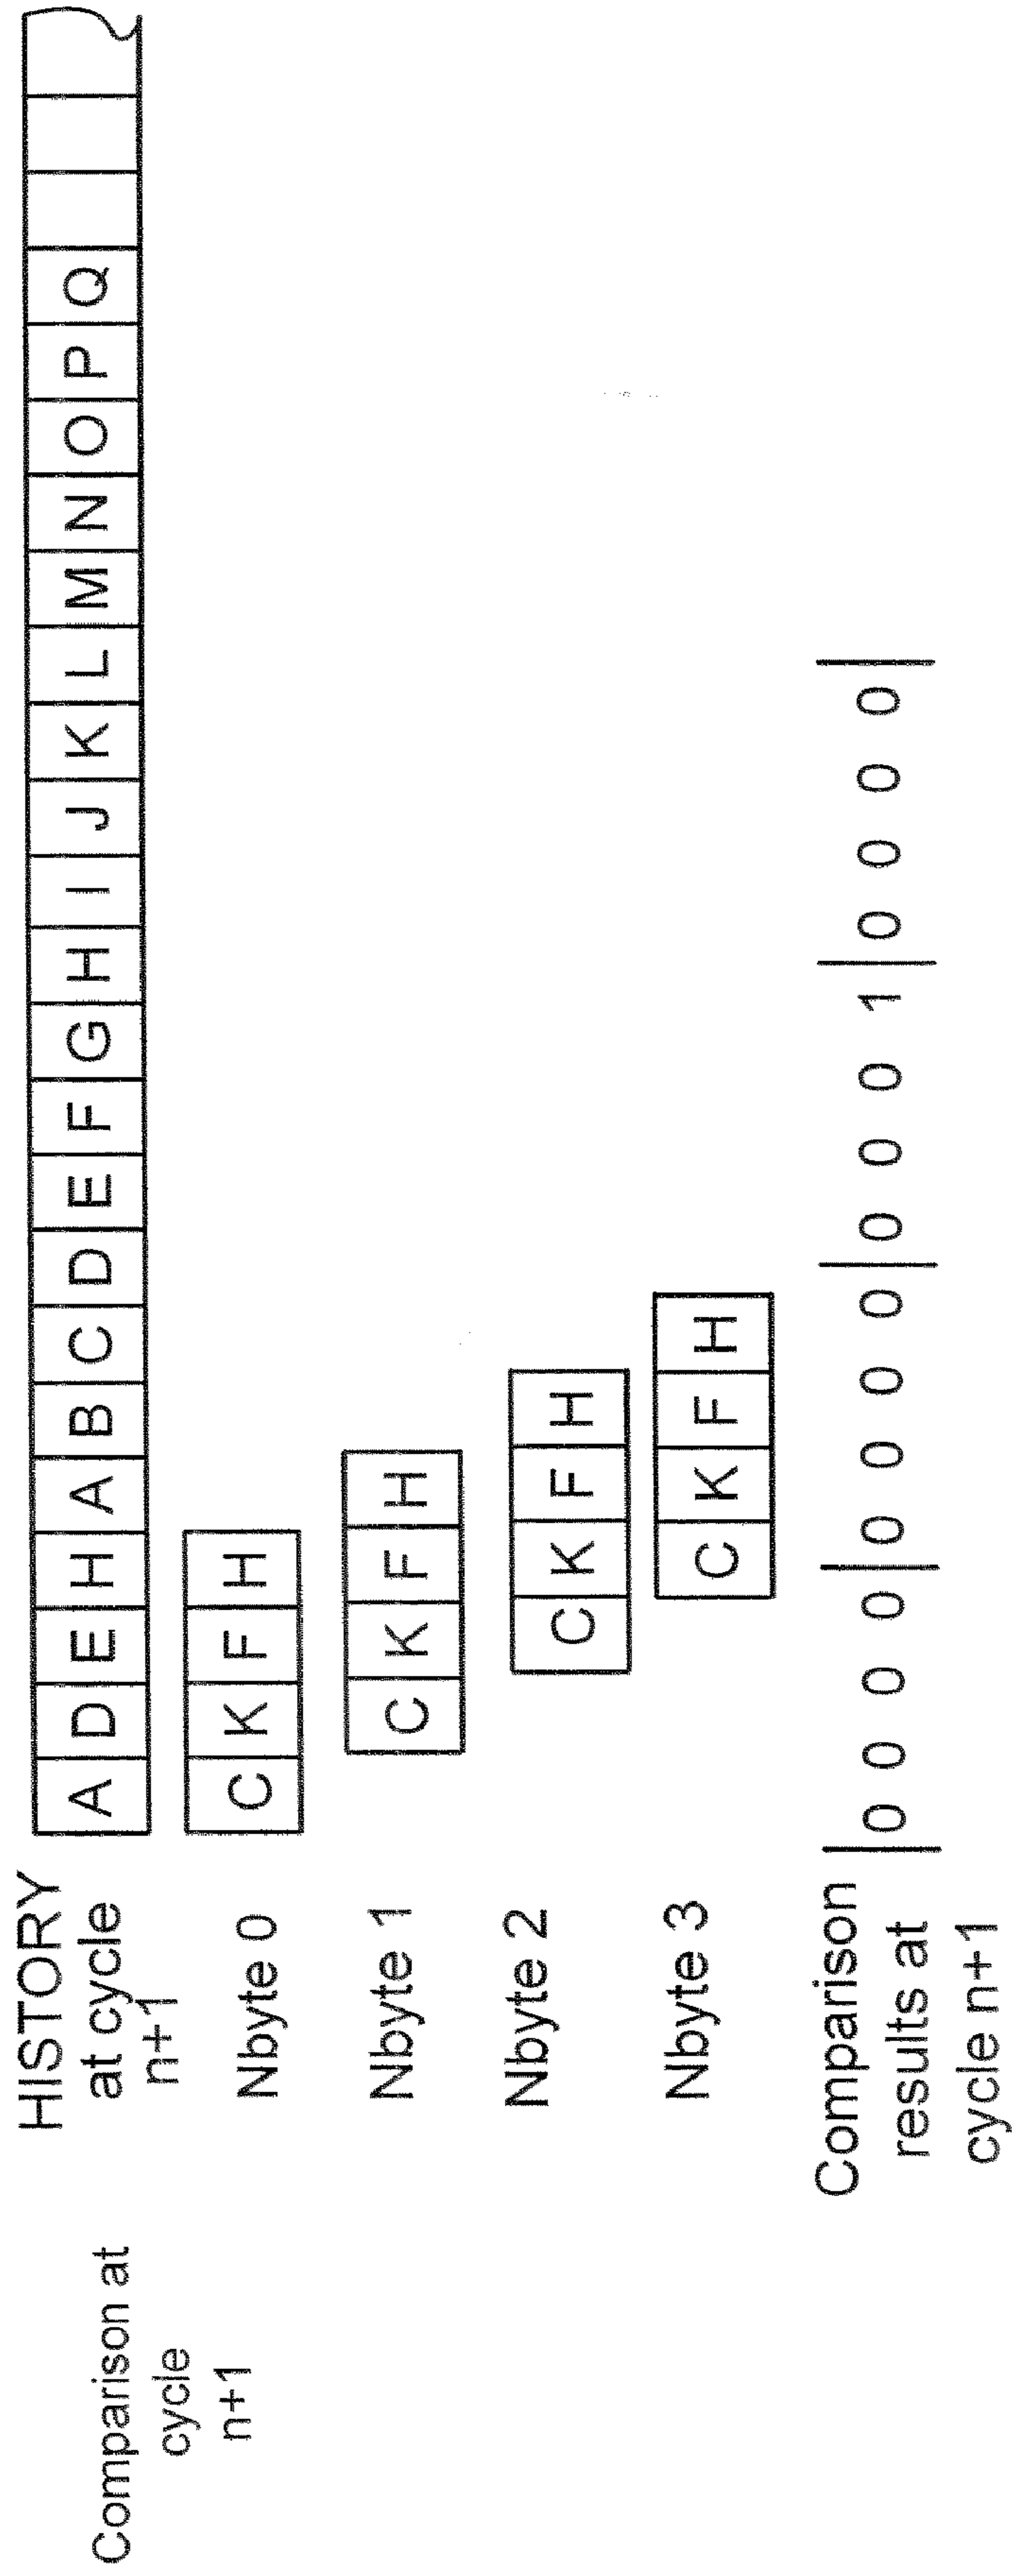 Comparison at
cycle
n+1
HISTORY
at cycle
n+1
A D E H A B C D E F G H I J K L M N O P Q
Nbyte 0
C K F H
Nbyte 1
C K F H
Nbyte 2
C K F H
Nbyte 3
C K F H
Comparison
results at
cycle n+1
0 0 0 0 0 0 0 0 0 0 0 1 0 0 0 0